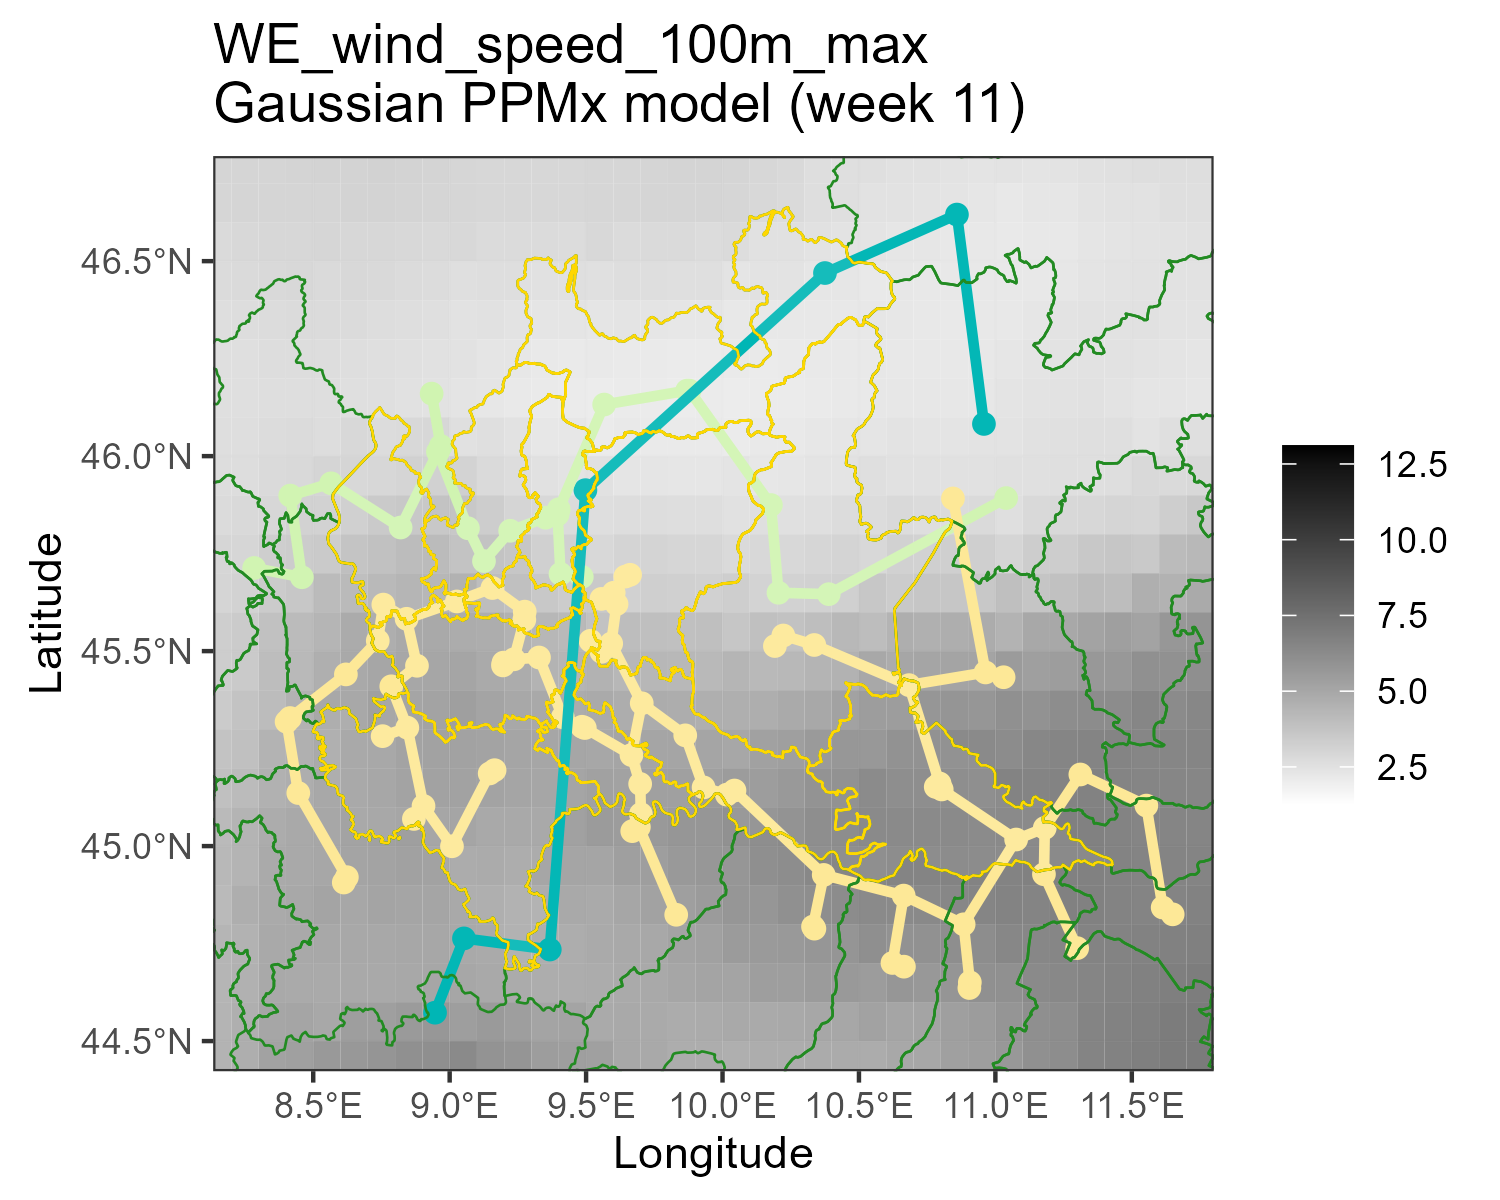 WE_wind_speed_100m_max
Gaussian PPMx model (week 11)
46.5°N
46.0°N
45.5°N
45.0°N
44.5°N
Latitude
8.5°E 9.0°E 9.5°E 10.0°E 10.5°E 11.0°E 11.5°E
Longitude
12.5
10.0
7.5
5.0
2.5